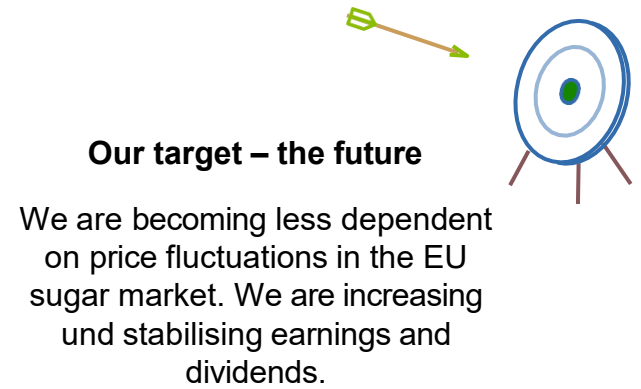 Our target – the future
We are becoming less dependent
on price fluctuations in the EU
sugar market. We are increasing
und stabilising earnings and
dividends.